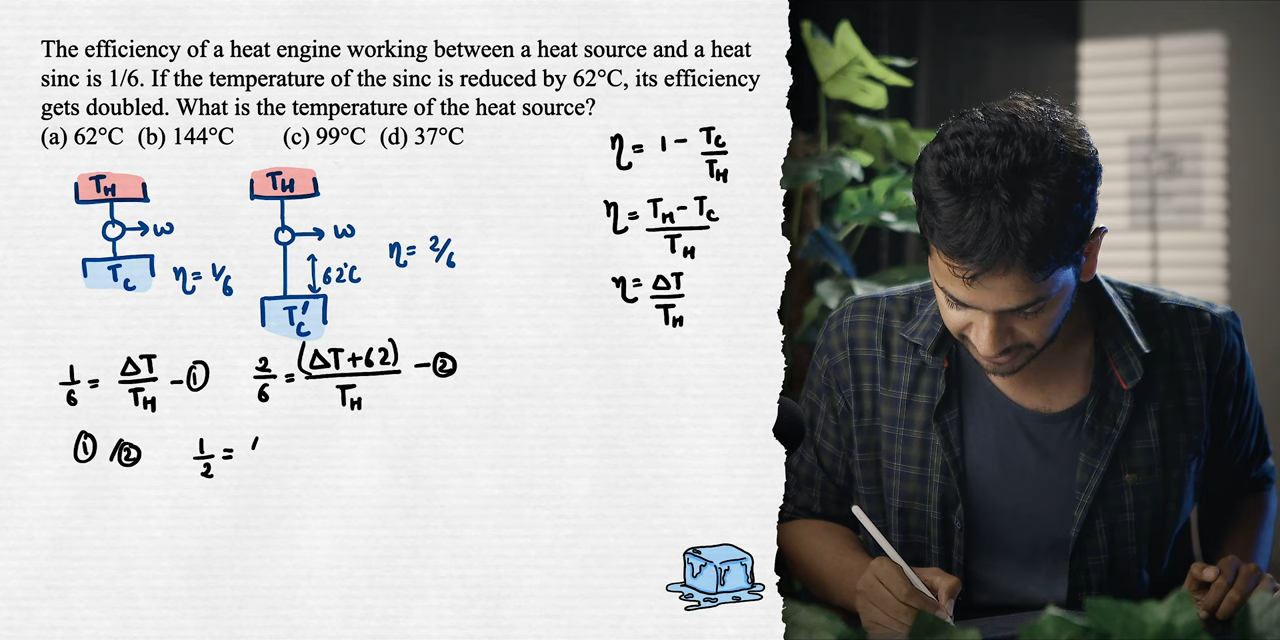 The efficiency of a heat engine working between a heat source and a heat
sinc is 1/6. If the temperature of the sinc is reduced by 62°C, its efficiency
gets doubled. What is the temperature of the heat source?
(a) 62°C (b) 144°C (c) 99°C (d) 37°C
η = 1 - Tc/TH
η = TH - Tc/TH
η = ΔT/TH
TH
W
Tc
η = 1/6
TH
W
62°C
Tc'
η = 2/6
1/6 = ΔT/TH - ①
2/6 = (ΔT+62)/TH - ②
① /②
1/2 =